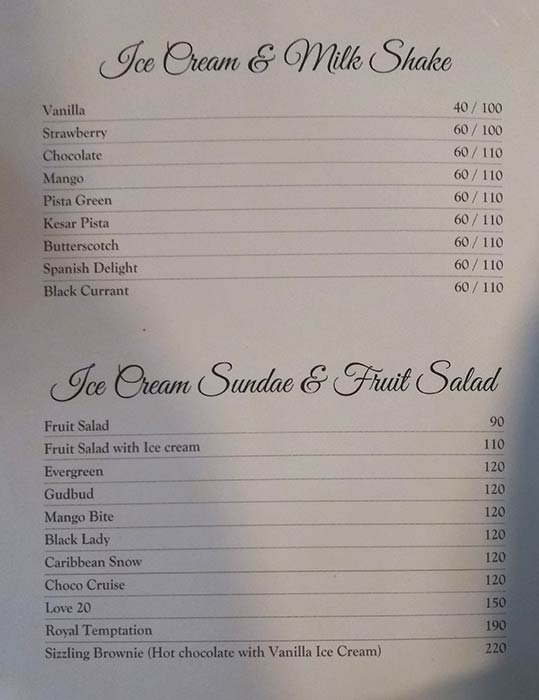 Ice Cream & Milk Shake
Vanilla 40 / 100
Strawberry 60 / 100
Chocolate 60 / 110
Mango 60 / 110
Pista Green 60 / 110
Kesar Pista 60 / 110
Butterscotch 60 / 110
Spanish Delight 60 / 110
Black Currant 60 / 110
Ice Cream Sundae & Fruit Salad
Fruit Salad 90
Fruit Salad with Ice cream 110
Evergreen 120
Gudbud 120
Mango Bite 120
Black Lady 120
Caribbean Snow 120
Choco Cruise 120
Love 20 150
Royal Temptation 190
Sizzling Brownie (Hot chocolate with Vanilla Ice Cream) 220